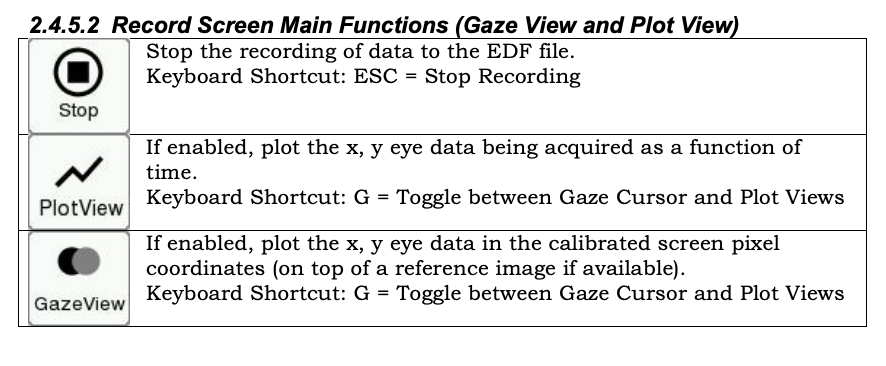 2.4.5.2 Record Screen Main Functions (Gaze View and Plot View)
Stop
Stop the recording of data to the EDF file.
Keyboard Shortcut: ESC = Stop Recording
PlotView
If enabled, plot the x, y eye data being acquired as a function of
time.
Keyboard Shortcut: G = Toggle between Gaze Cursor and Plot Views
GazeView
If enabled, plot the x, y eye data in the calibrated screen pixel
coordinates (on top of a reference image if available).
Keyboard Shortcut: G = Toggle between Gaze Cursor and Plot Views